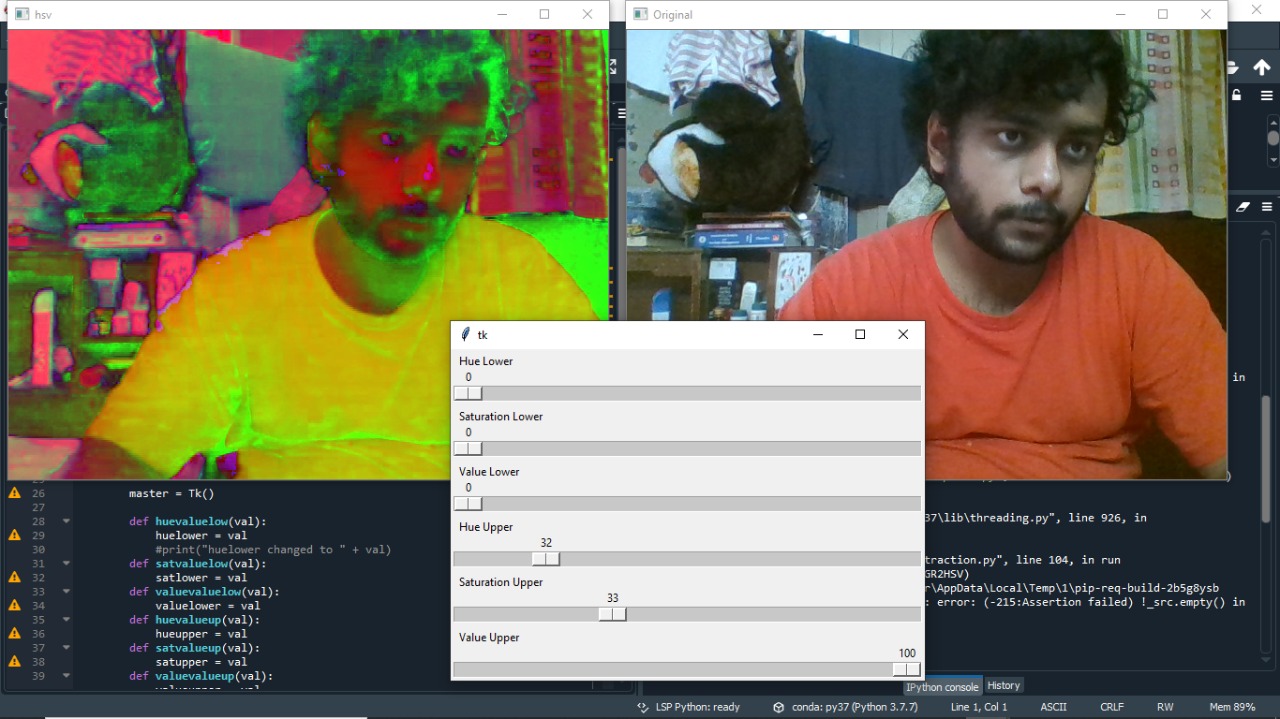 hsv
Original
tk
Hue Lower
0
Saturation Lower
0
Value Lower
0
Hue Upper
32
Saturation Upper
33
Value Upper
100
26 master = Tk()
27
28 def huevaluelow(val):
29 huelower = val
30 #print("huelower changed to " + val)
31 def satvaluelow(val):
32 satlower = val
33 def valuevaluelow(val):
34 valuelower = val
35 def huevalueup(val):
36 hueupper = val
37 def satvalueup(val):
38 satupper = val
39 def valuevalueup(val):
in
37\lib\threading.py", line 926, in
traction.py", line 104, in run
GR2HSV)
r\AppData\Local\Temp\1\pip-req-build-2b5g8ysb
: error: (-215:Assertion failed) !_src.empty() in
IPython console
History
LSP Python: ready
conda: py37 (Python 3.7.7)
Line 1, Col 1
ASCII
CRLF
RW
Mem 89%